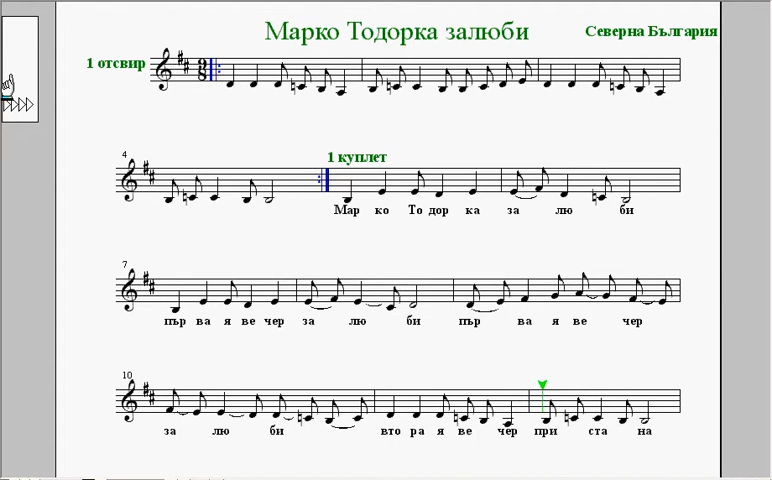 Марко Тодорка залюби
Северна България
1 отсвир
9
8
4
1 куплет
Мар ко То дор ка за лю би
7
пър ва я ве чер за лю би пър ва я ве чер
10
за лю би вто ра я ве чер при ста на